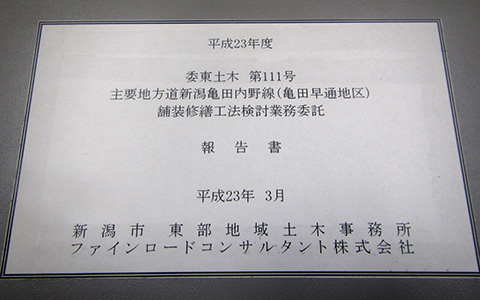 平成23年度
委東土木 第111号
主要地方道新潟亀田内野線(亀田早通地区)
舗装修繕工法検討業務委託
報告書
平成23年 3月
新潟市 東部地域土木事務所
ファインロードコンサルタント株式会社